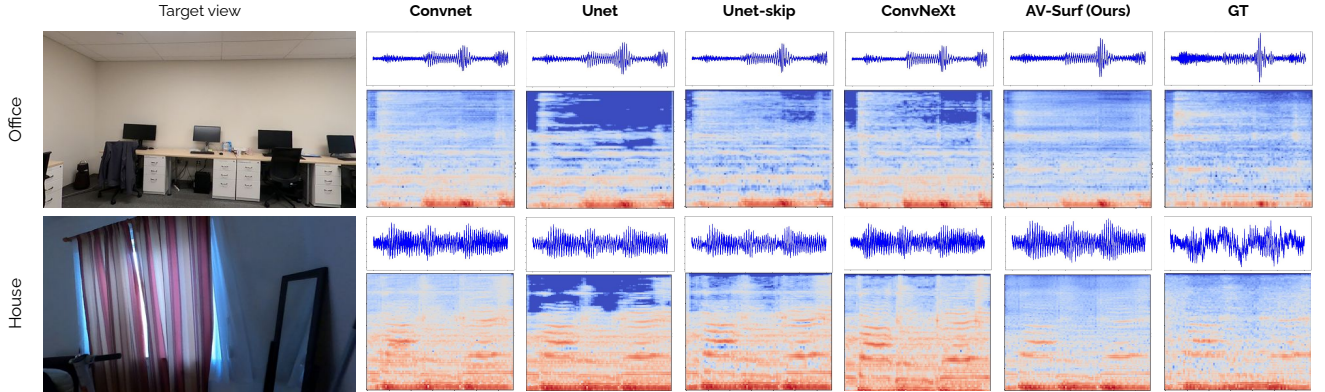 Target view
Convnet
Unet
Unet-skip
ConvNeXt
AV-Surf (Ours)
GT
Office
House